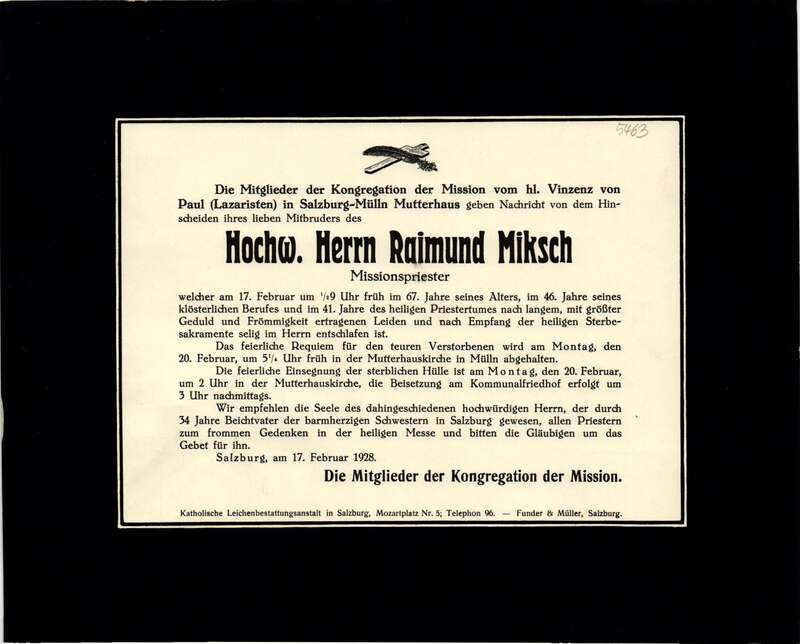 5463
Die Mitglieder der Kongregation der Mission vom hl. Vinzenz von
Paul (Lazaristen) in Salzburg-Mülln Mutterhaus geben Nachricht von dem Hin-
scheiden ihres lieben Mitbruders des
Hochw. Herrn Raimund Miksch
Missionspriester
welcher am 17. Februar um 1/49 Uhr früh im 67. Jahre seines Alters, im 46. Jahre seines
klösterlichen Berufes und im 41. Jahre des heiligen Priestertumes nach langem, mit größter
Geduld und Frömmigkeit ertragenen Leiden und nach Empfang der heiligen Sterbe-
sakramente selig im Herrn entschlafen ist.
Das feierliche Requiem für den teuren Verstorbenen wird am Montag, den
20. Februar, um 5 1/4 Uhr früh in der Mutterhauskirche in Mülln abgehalten.
Die feierliche Einsegnung der sterblichen Hülle ist am Montag, den 20. Februar,
um 2 Uhr in der Mutterhauskirche, die Beisetzung am Kommunalfriedhof erfolgt um
3 Uhr nachmittags.
Wir empfehlen die Seele des dahingeschiedenen hochwürdigen Herrn, der durch
34 Jahre Beichtvater der barmherzigen Schwestern in Salzburg gewesen, allen Priestern
zum frommen Gedenken in der heiligen Messe und bitten die Gläubigen um das
Gebet für ihn.
Salzburg, am 17. Februar 1928.
Die Mitglieder der Kongregation der Mission.
Katholische Leichenbestattungsanstalt in Salzburg, Mozartplatz Nr. 5; Telephon 96. — Funder & Müller, Salzburg.